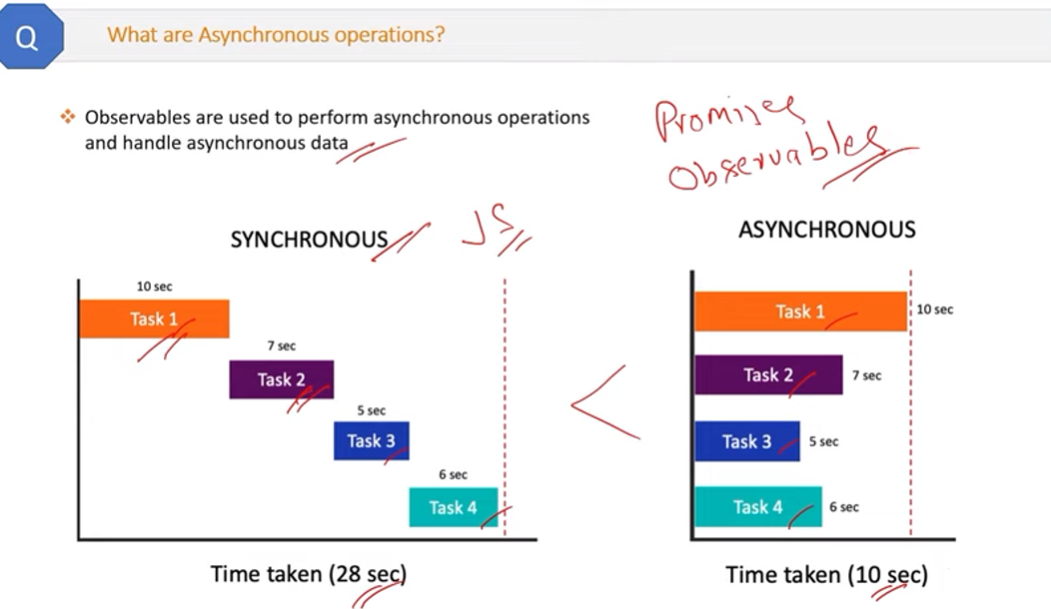 Q
What are Asynchronous operations?
Observables are used to perform asynchronous operations
and handle asynchronous data
Promises
Observables
SYNCHRONOUS
JS
10 sec
Task 1
7 sec
Task 2
5 sec
Task 3
6 sec
Task 4
Time taken (28 sec)
ASYNCHRONOUS
Task 1
10 sec
Task 2
7 sec
Task 3
5 sec
Task 4
6 sec
Time taken (10 sec)